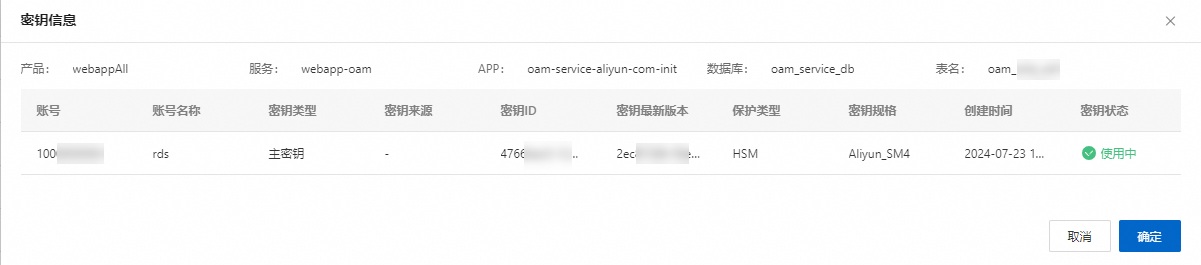 密钥信息
产品： webappAll 服务： webapp-oam APP： oam-service-aliyun-com-init 数据库： oam_service_db 表名： oam_
账号 账号名称 密钥类型 密钥来源 密钥ID 密钥最新版本 保护类型 密钥规格 创建时间 密钥状态
100 rds 主密钥 - 4766 ... 2ec e... HSM Aliyun_SM4 2024-07-23 1... 使用中
取消 确定